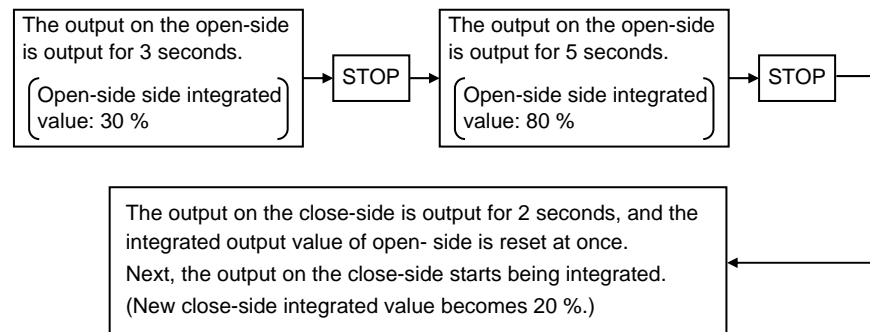 The output on the open-side
is output for 3 seconds.
Open-side side integrated
value: 30 %
STOP
The output on the open-side
is output for 5 seconds.
Open-side side integrated
value: 80 %
STOP
The output on the close-side is output for 2 seconds, and the
integrated output value of open- side is reset at once.
Next, the output on the close-side starts being integrated.
(New close-side integrated value becomes 20 %.)